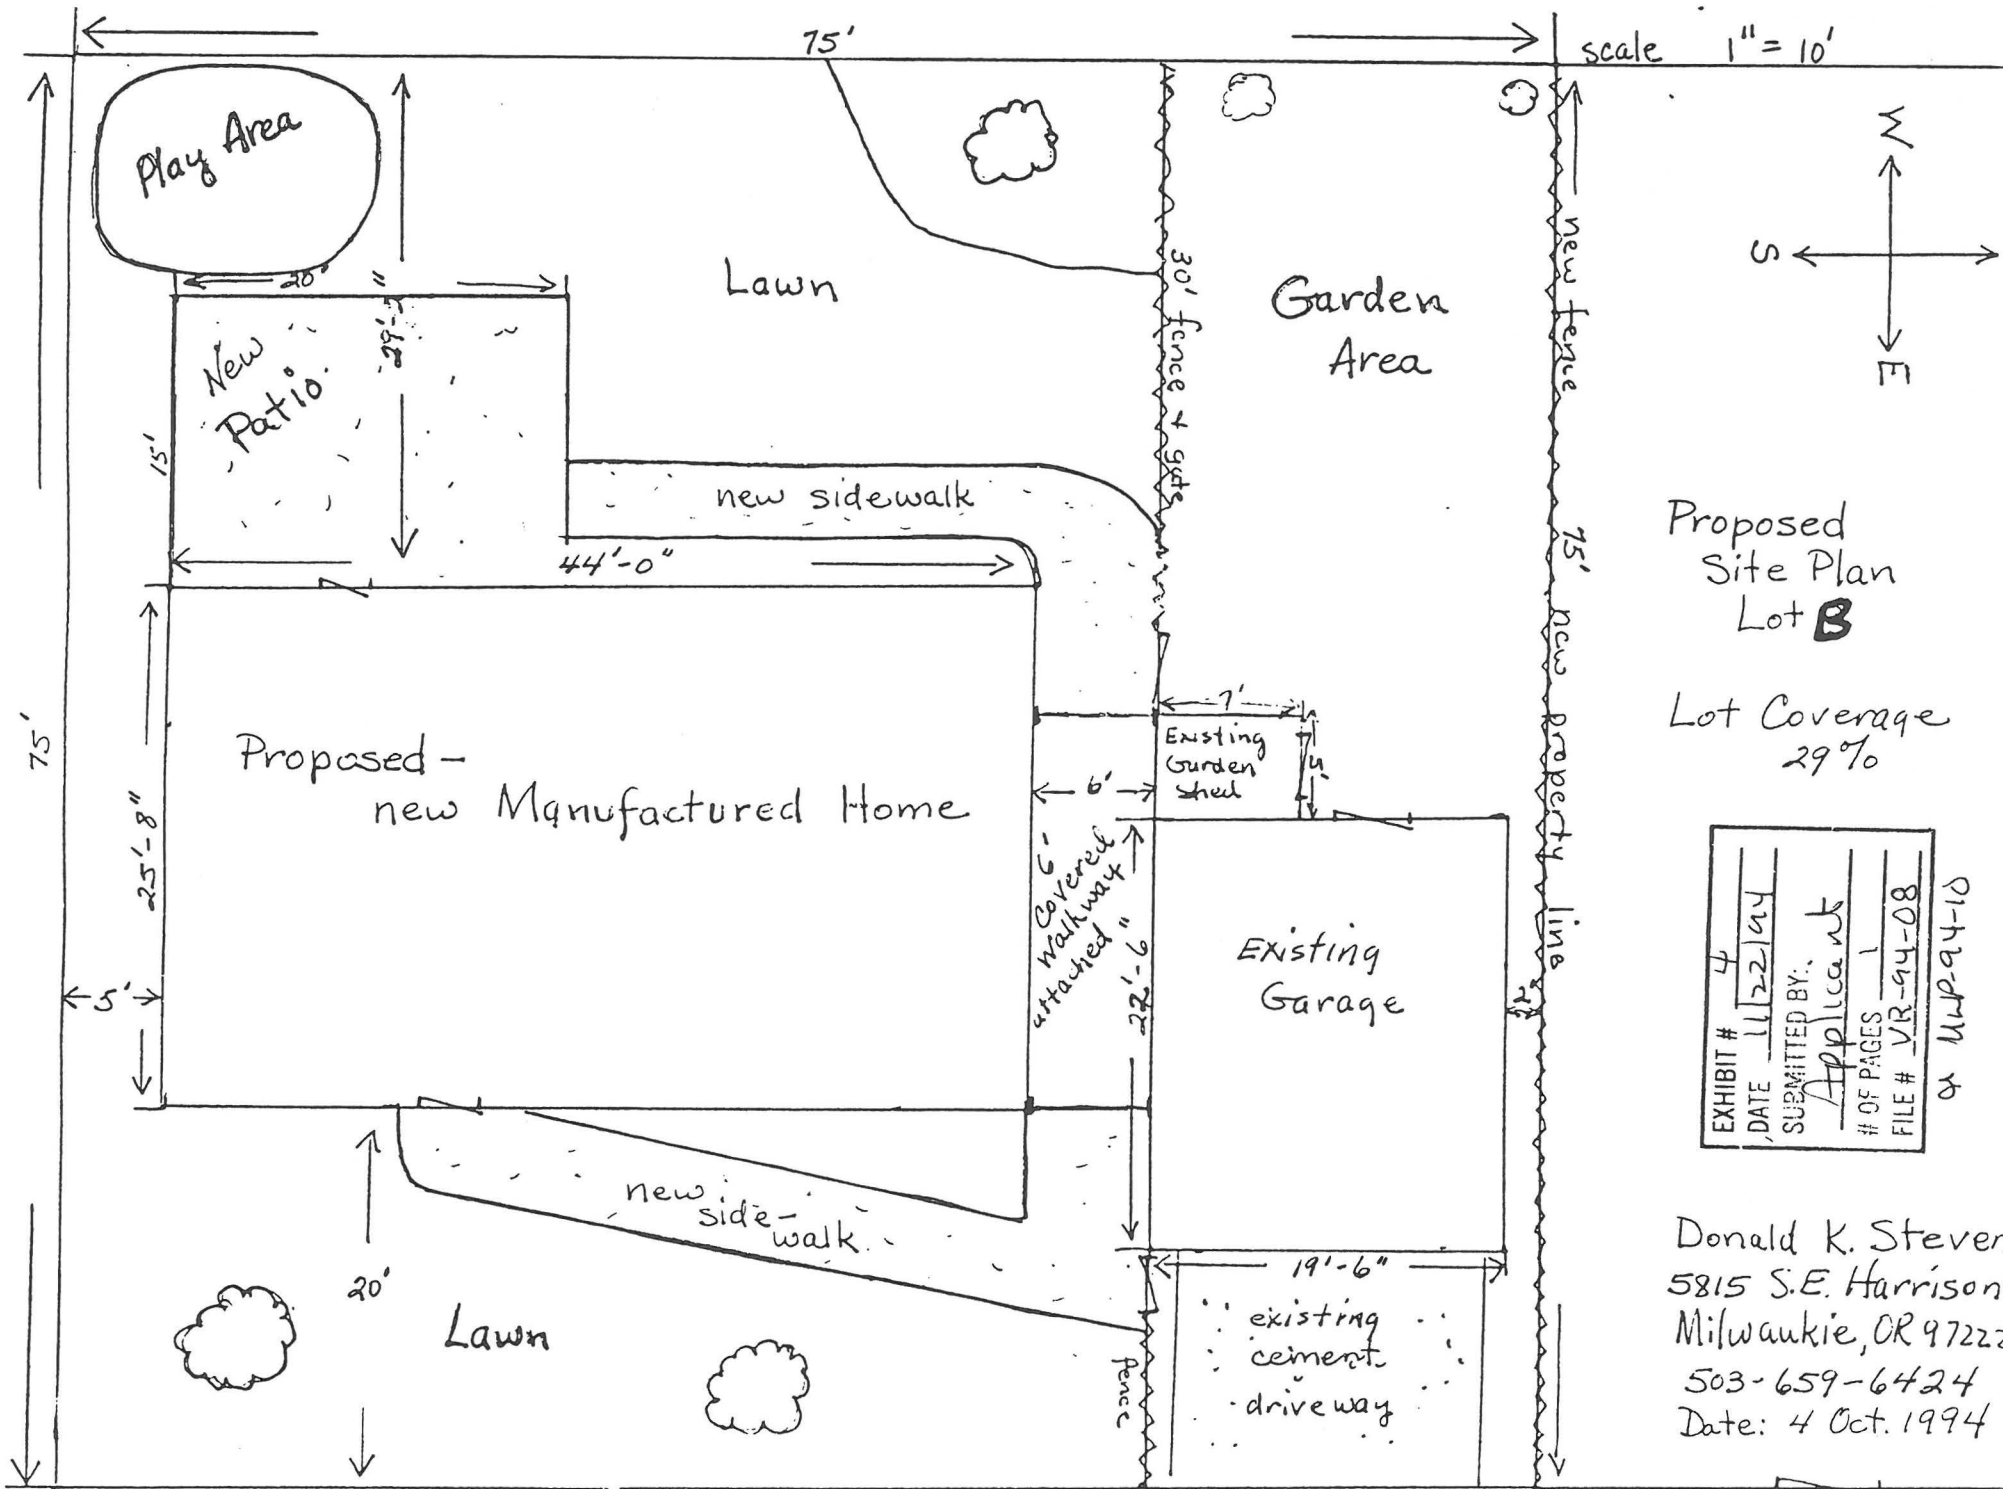 75'
scale 1" = 10'
Play Area
20'
29'-2"
New
Patio
15'
Lawn
30' fence & gate
Garden
Area
new fence
75' new property line
W
S
E
new sidewalk
44'-0"
Proposed
Site Plan
Lot B
Lot Coverage
29%
75'
25'-8"
5'
Proposed -
new Manufactured Home
6'
6'
Covered
walkway
attached
7'
5'
Existing
Garden
shed
22'-6"
Existing
Garage
2'
19'-6"
new
side-
walk
20'
Lawn
fence
existing
cement
driveway
EXHIBIT # 4
DATE 11/22/94
SUBMITTED BY:
Applicant
# OF PAGES 1
FILE # VR-94-08
& MLP-94-10
Donald K. Steven
5815 S.E. Harrison
Milwaukie, OR 97222
503-659-6424
Date: 4 Oct. 1994